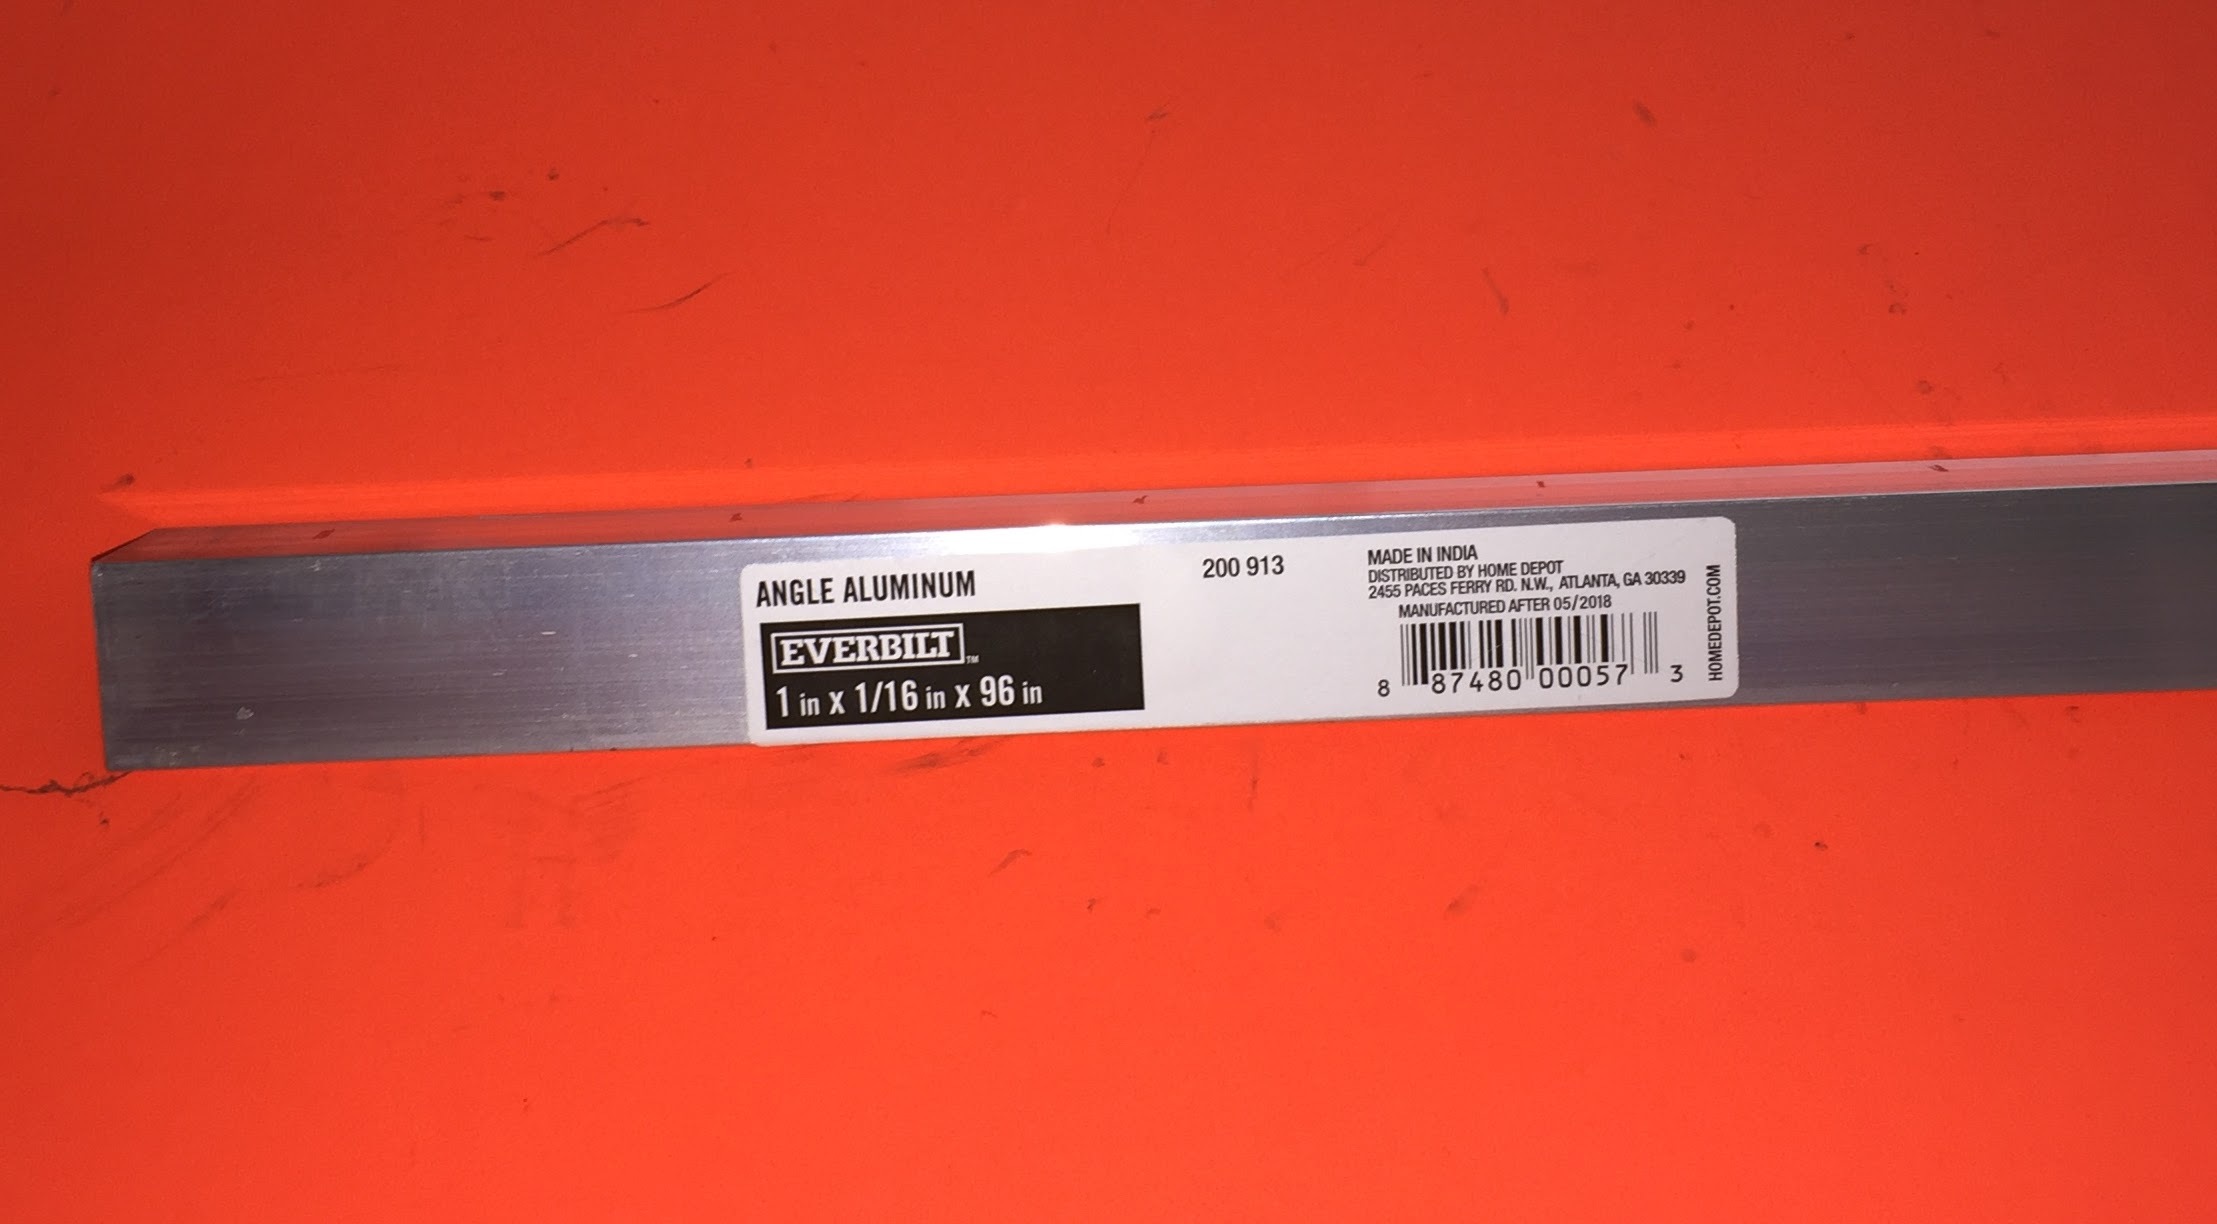 ANGLE ALUMINUM
EVERBILT™
1 in x 1/16 in x 96 in
200 913
MADE IN INDIA
DISTRIBUTED BY HOME DEPOT
2455 PACES FERRY RD. N.W., ATLANTA, GA 30339
MANUFACTURED AFTER 05/2018
8 87480 00057 3
HOMEDEPOT.COM